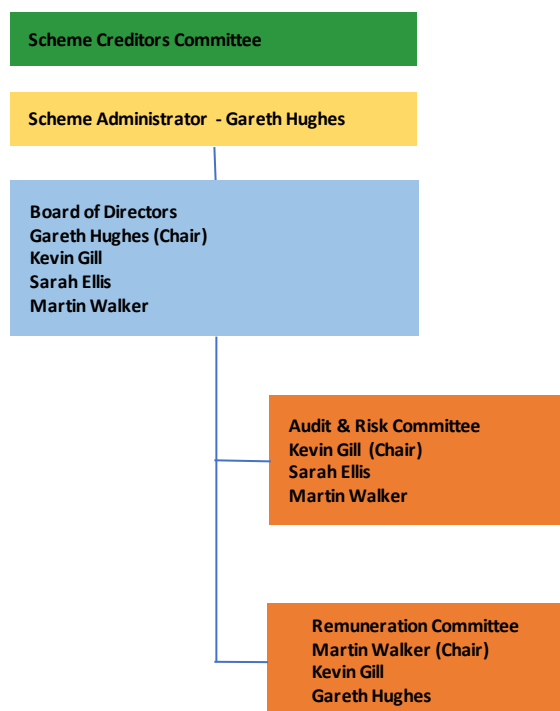 Scheme Creditors Committee
Scheme Administrator - Gareth Hughes
Board of Directors
Gareth Hughes (Chair)
Kevin Gill
Sarah Ellis
Martin Walker
Audit & Risk Committee
Kevin Gill (Chair)
Sarah Ellis
Martin Walker
Remuneration Committee
Martin Walker (Chair)
Kevin Gill
Gareth Hughes